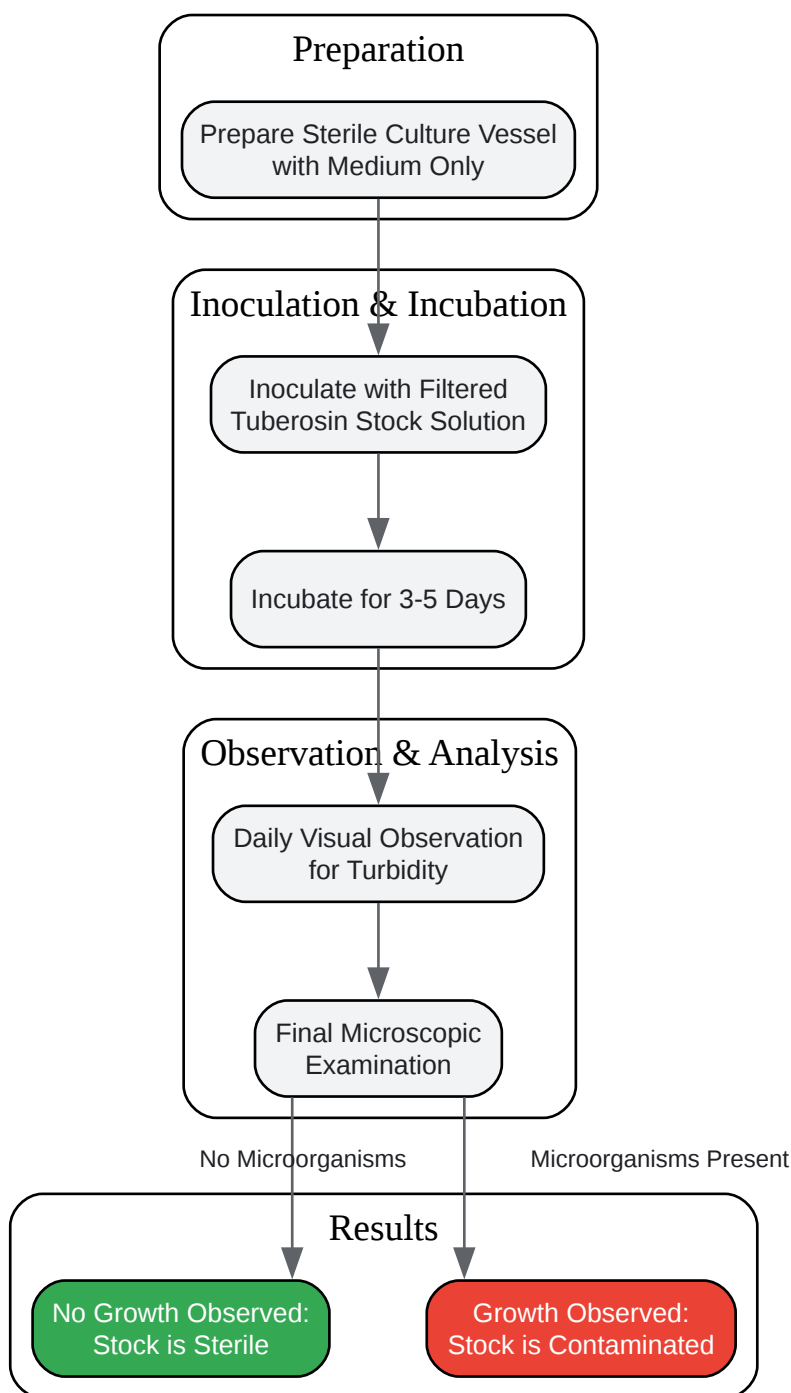 Preparation
Prepare Sterile Culture Vessel
with Medium Only
Inoculation & Incubation
Inoculate with Filtered
Tuberosin Stock Solution
Incubate for 3-5 Days
Observation & Analysis
Daily Visual Observation
for Turbidity
Final Microscopic
Examination
No Microorganisms
Microorganisms Present
Results
No Growth Observed:
Stock is Sterile
Growth Observed:
Stock is Contaminated